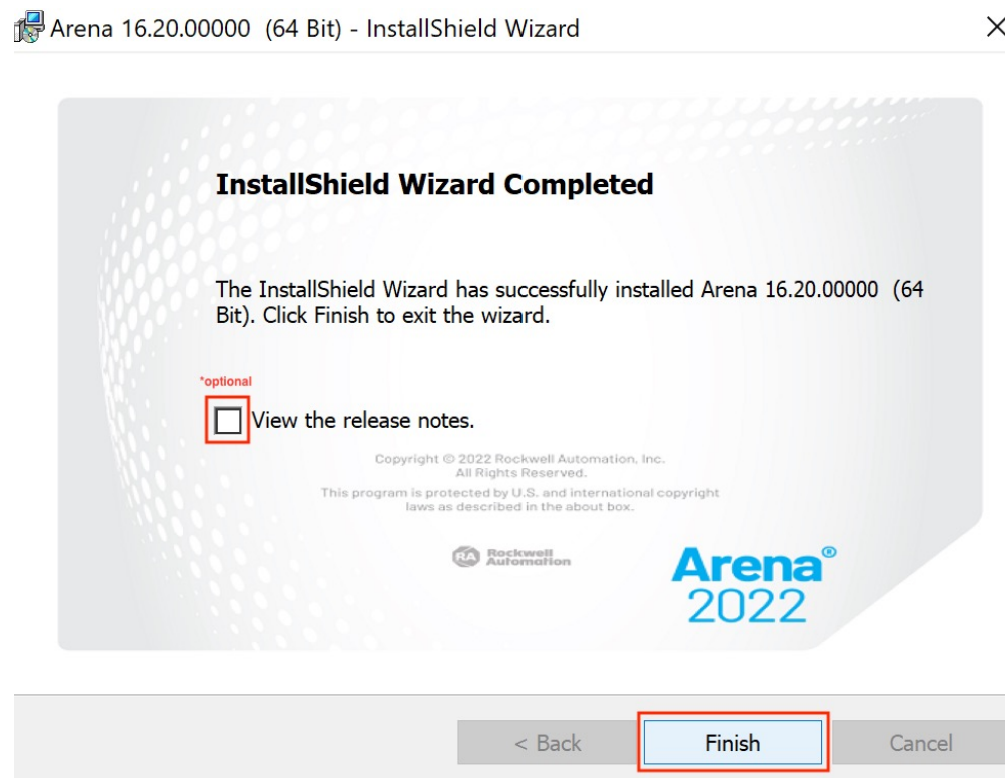 Arena 16.20.00000 (64 Bit) - InstallShield Wizard
InstallShield Wizard Completed
The InstallShield Wizard has successfully installed Arena 16.20.00000 (64
Bit). Click Finish to exit the wizard.
*optional
View the release notes.
Copyright © 2022 Rockwell Automation, Inc.
All Rights Reserved.
This program is protected by U.S. and international copyright
laws as described in the about box.
RA Rockwell
Automation
Arena®
2022
< Back Finish Cancel